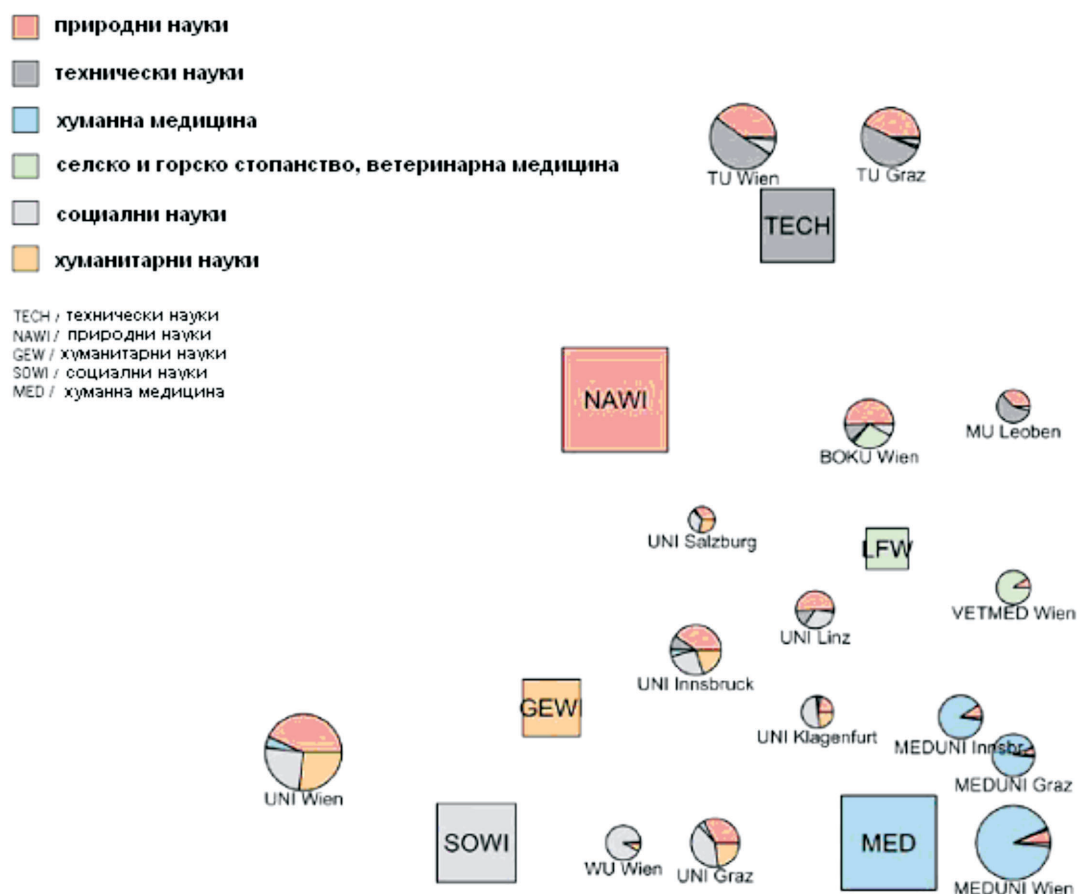 природни науки
технически науки
хуманна медицина
селско и горско стопанство, ветеринарна медицина
социални науки
хуманитарни науки
TECH / технически науки
NAWI / природни науки
GEW / хуманитарни науки
SOWI / социални науки
MED / хуманна медицина
TU Wien
TU Graz
TECH
NAWI
MU Leoben
BOKU Wien
UNI Salzburg
LFW
VETMED Wien
UNI Linz
UNI Innsbruck
GEWI
UNI Klagenfurt
MEDUNI Innsbr.
MEDUNI Graz
UNI Wien
SOWI
WU Wien
UNI Graz
MED
MEDUNI Wien